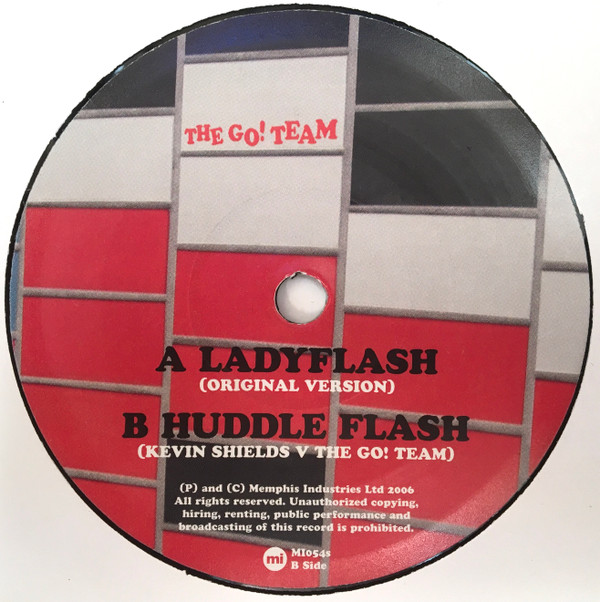 THE GO! TEAM
A LADYFLASH
(ORIGINAL VERSION)
B HUDDLE FLASH
(KEVIN SHIELDS V THE GO! TEAM)
(P) and (C) Memphis Industries Ltd 2006
All rights reserved. Unauthorized copying,
hiring, renting, public performance and
broadcasting of this record is prohibited.
mi
MI054s
B Side